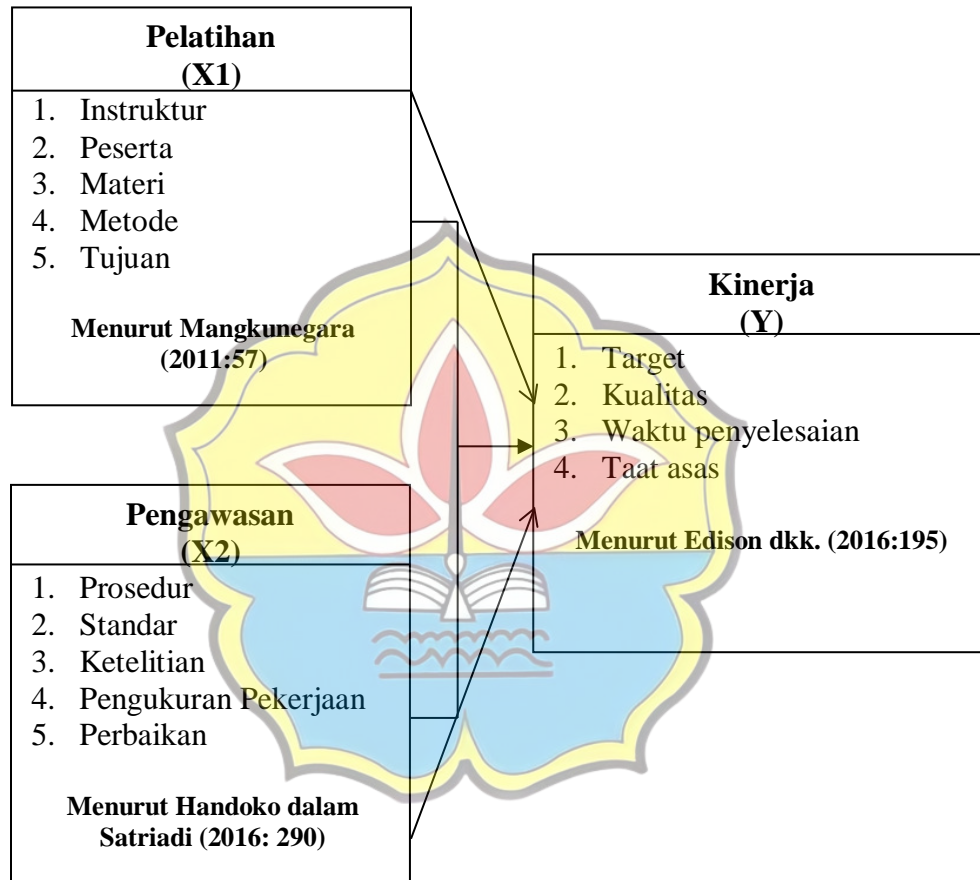 Pelatihan
(X1)
1. Instruktur
2. Peserta
3. Materi
4. Metode
5. Tujuan
Menurut Mangkunegara
(2011:57)
Pengawasan
(X2)
1. Prosedur
2. Standar
3. Ketelitian
4. Pengukuran Pekerjaan
5. Perbaikan
Menurut Handoko dalam
Satriadi (2016: 290)
Kinerja
(Y)
1. Target
2. Kualitas
3. Waktu penyelesaian
4. Taat asas
Menurut Edison dkk. (2016:195)